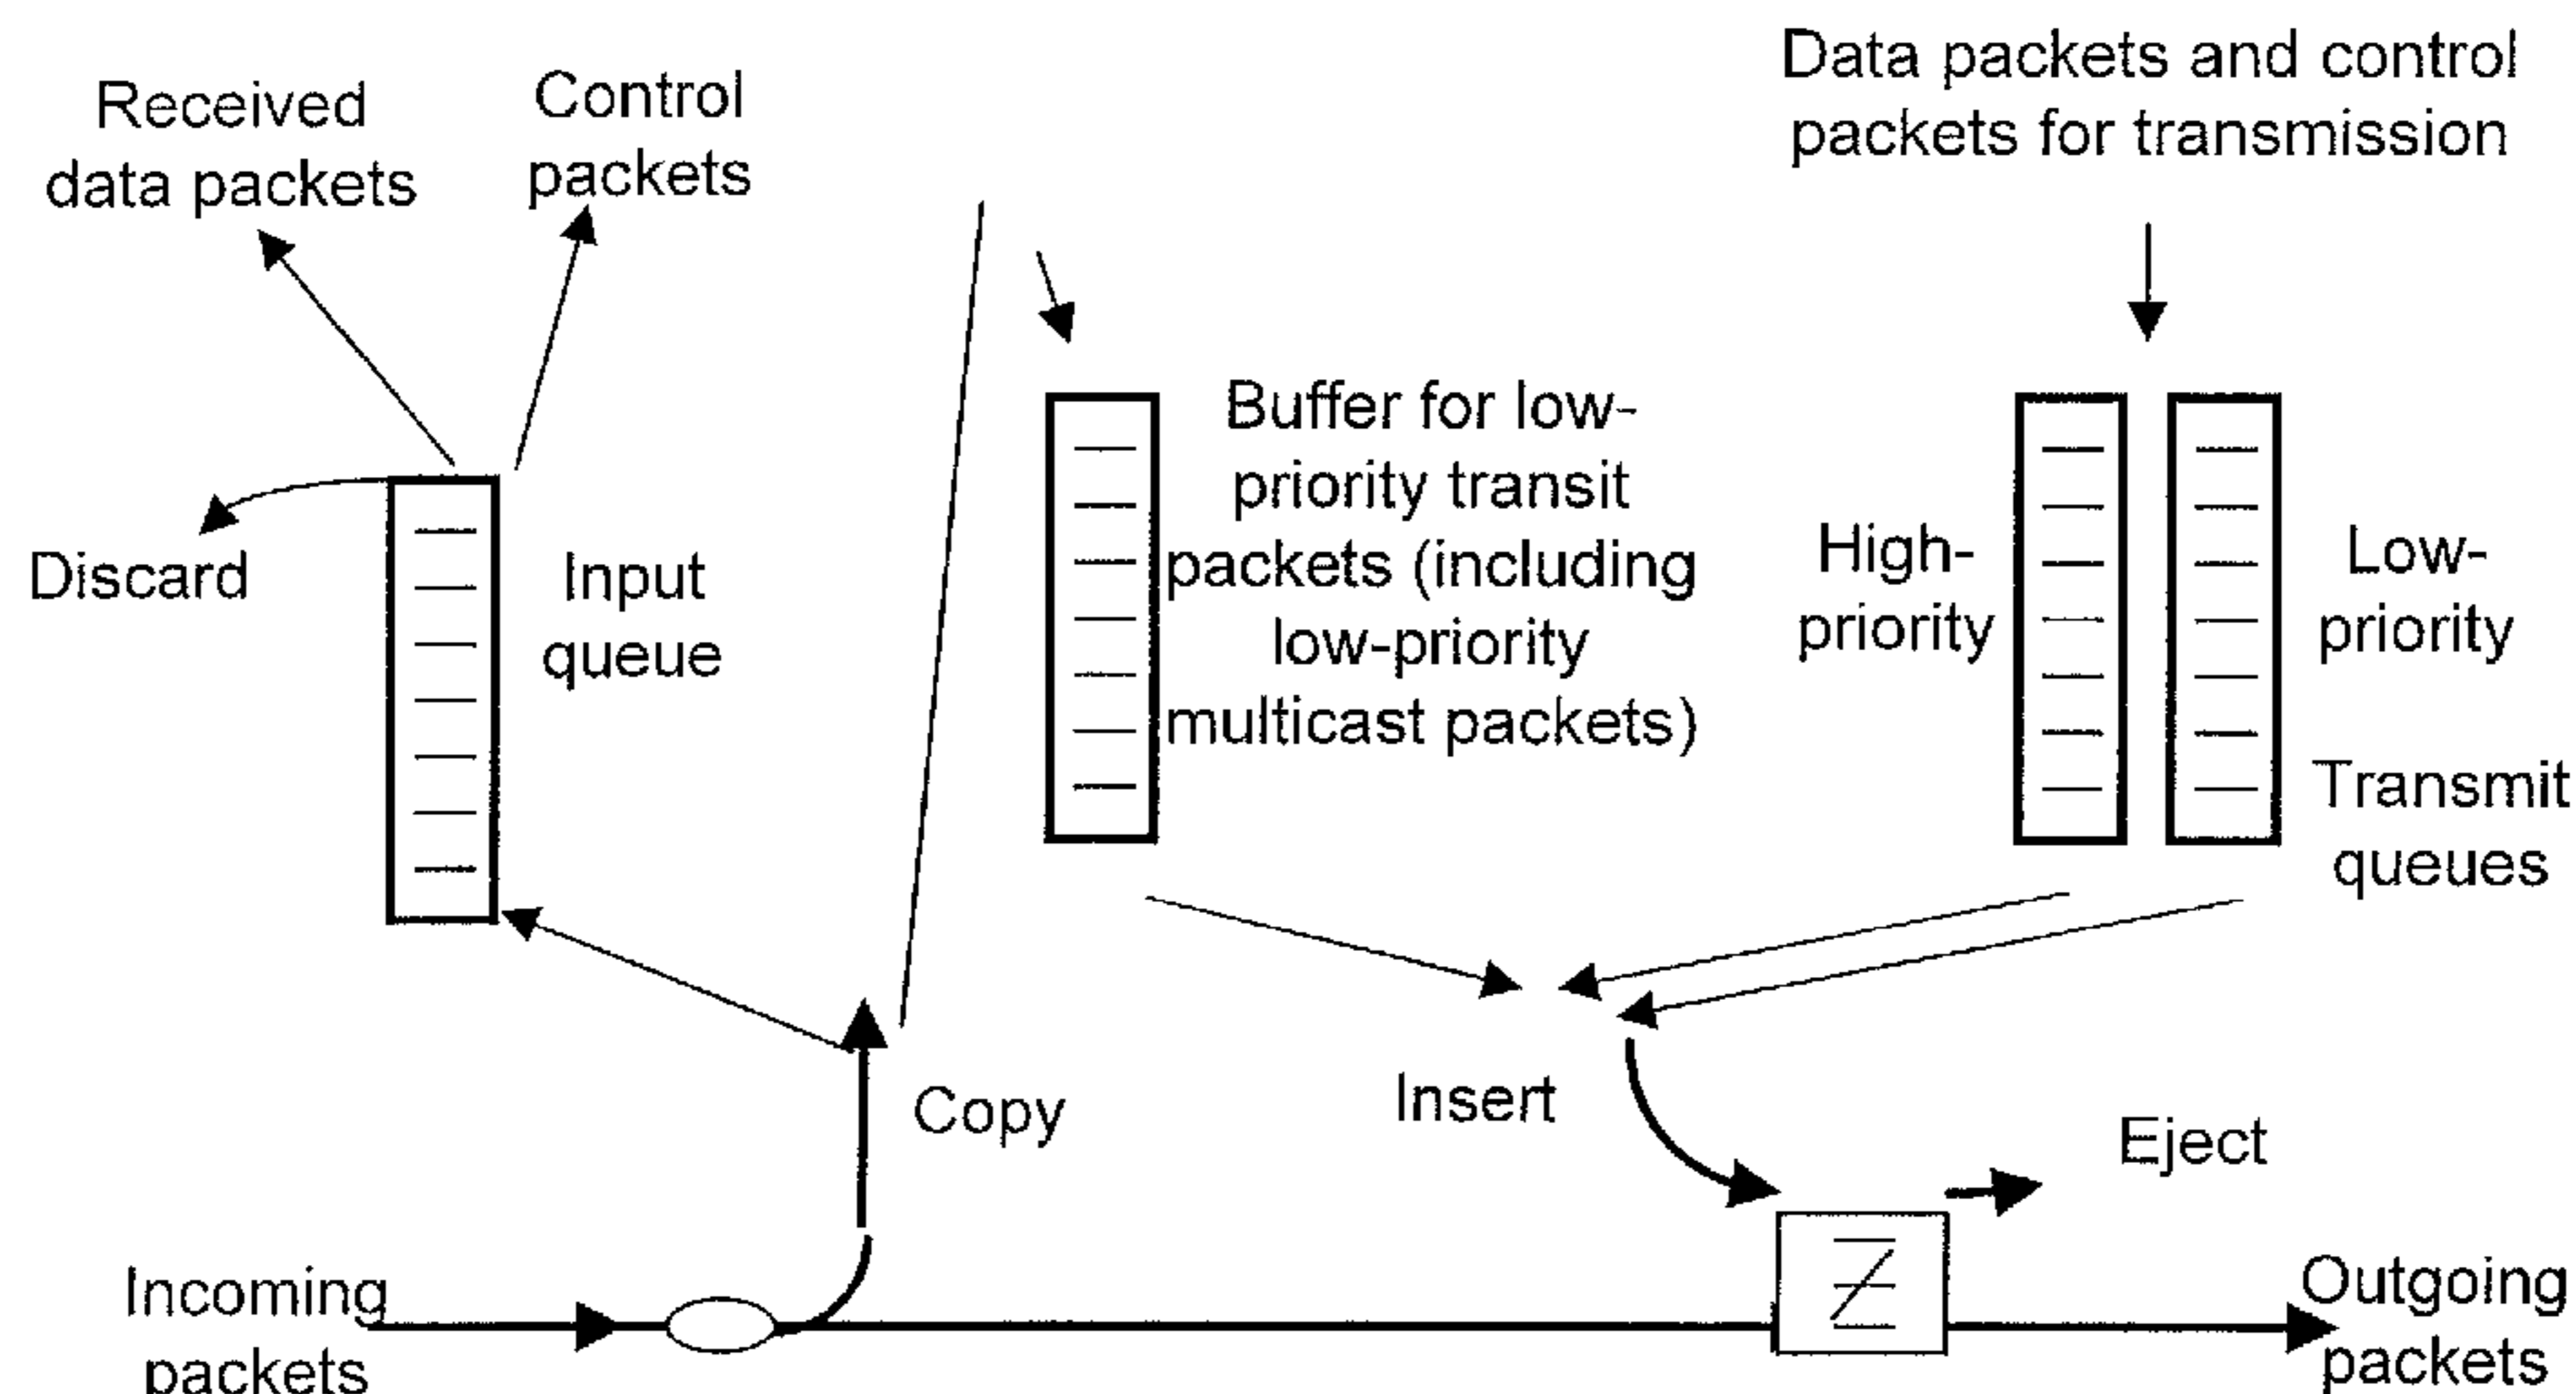 Received
data packets
Control
packets
Data packets and control
packets for transmission
Discard
Input
queue
Buffer for low-
priority transit
packets (including
low-priority
multicast packets)
High-
priority
Low-
priority
Transmit
queues
Copy
Insert
Eject
Incoming
packets
Outgoing
packets